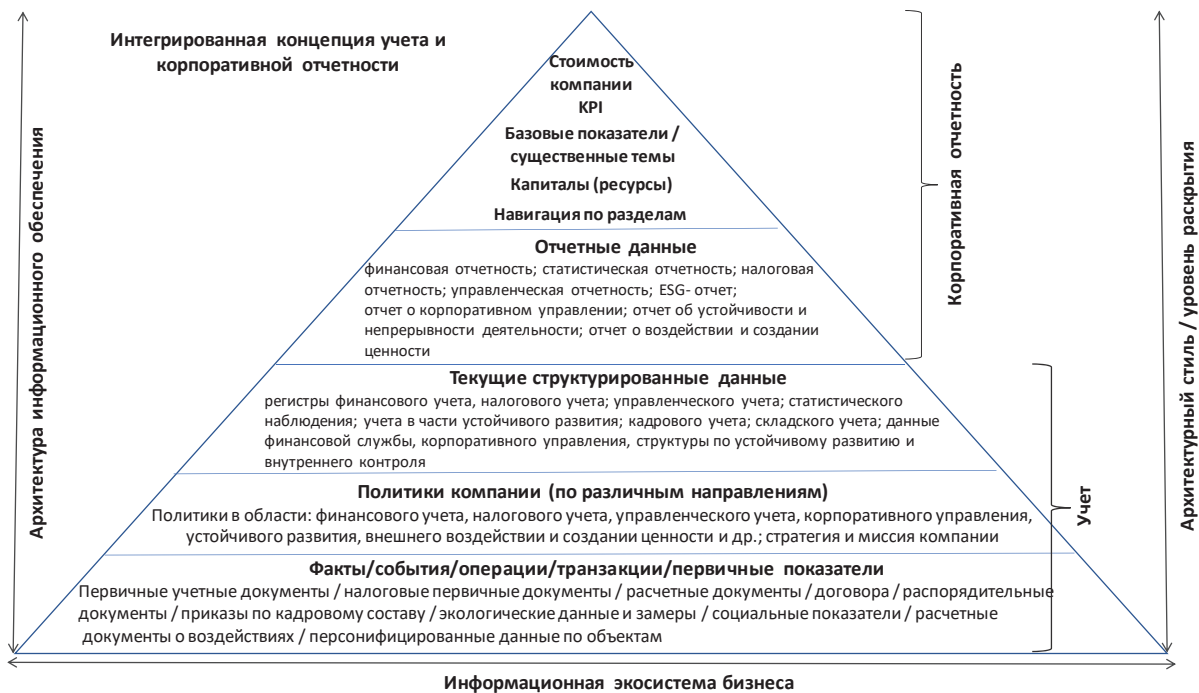 Интегрированная концепция учета и
корпоративной отчетности
Стоимость
компании
KPI
Базовые показатели /
существенные темы
Капиталы (ресурсы)
Навигация по разделам
Отчетные данные
финансовая отчетность; статистическая отчетность; налоговая
отчетность; управленческая отчетность; ESG- отчет;
отчет о корпоративном управлении; отчет об устойчивости и
непрерывности деятельности; отчет о воздействии и создании
ценности
Текущие структурированные данные
регистры финансового учета, налогового учета; управленческого учета; статистического
наблюдения; учета в части устойчивого развития; кадрового учета; складского учета; данные
финансовой службы, корпоративного управления, структуры по устойчивому развитию и
внутреннего контроля
Политики компании (по различным направлениям)
Политики в области: финансового учета, налогового учета, управленческого учета, корпоративного управления,
устойчивого развития, внешнего воздействии и создании ценности и др.; стратегия и миссия компании
Факты/события/операции/транзакции/первичные показатели
Первичные учетные документы / налоговые первичные документы / расчетные документы / договора / распорядительные
документы / приказы по кадровому составу / экологические данные и замеры / социальные показатели / расчетные
документы о воздействиях / персонифицированные данные по объектам
Информационная экосистема бизнеса
Архитектура информационного обеспечения
Корпоративная отчетность
Учет
Архитектурный стиль / уровень раскрытия